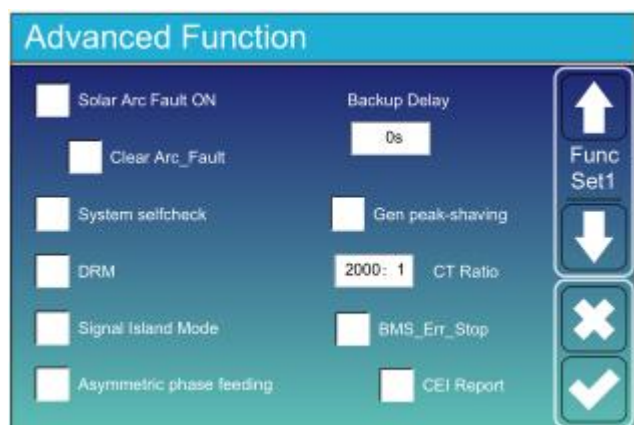 Advanced Function
Solar Arc Fault ON
Backup Delay
0s
Clear Arc_Fault
Func
Set1
System selfcheck
Gen peak-shaving
DRM
2000: 1 CT Ratio
Signal Island Mode
BMS_Err_Stop
Asymmetric phase feeding
CEI Report